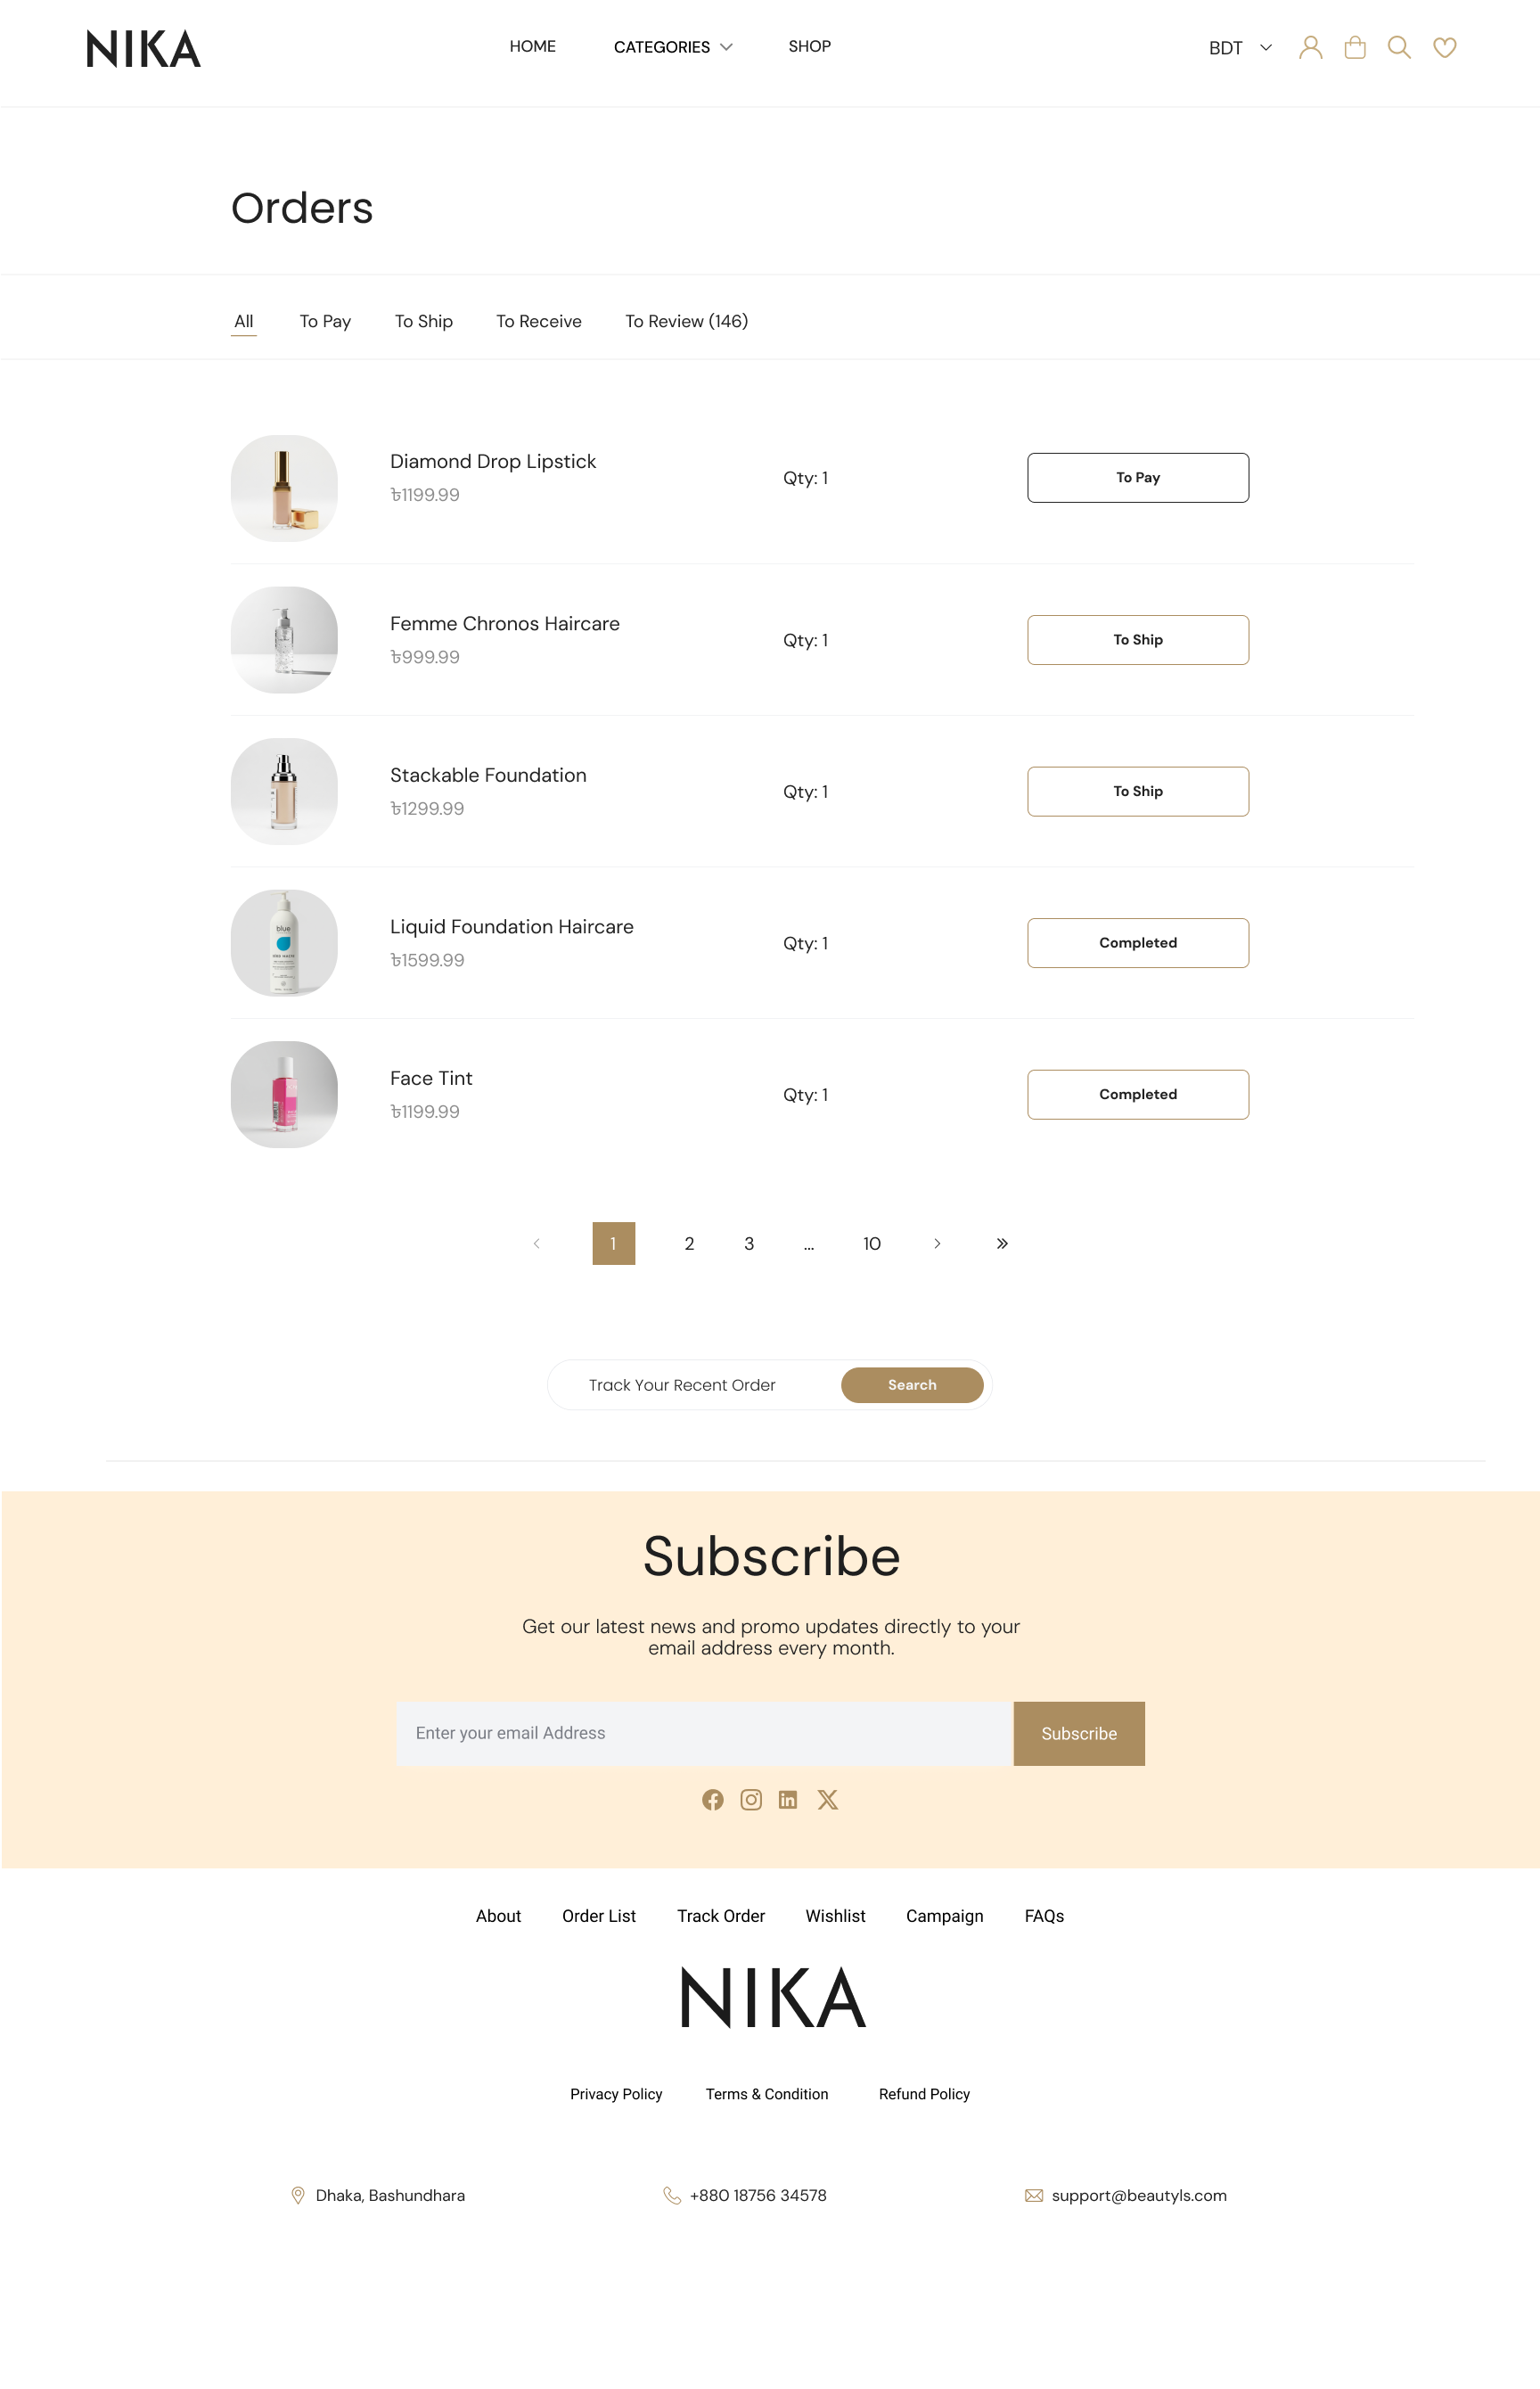 NIKA
HOME CATEGORIES SHOP
BDT
Orders
All To Pay To Ship To Receive To Review (146)
Diamond Drop Lipstick
৳1199.99
Qty: 1
To Pay
Femme Chronos Haircare
৳999.99
Qty: 1
To Ship
Stackable Foundation
৳1299.99
Qty: 1
To Ship
blue
Liquid Foundation Haircare
৳1599.99
Qty: 1
Completed
Face Tint
৳1199.99
Qty: 1
Completed
1 2 3 ... 10
Track Your Recent Order Search
Subscribe
Get our latest news and promo updates directly to your
email address every month.
Enter your email Address Subscribe
About Order List Track Order Wishlist Campaign FAQs
NIKA
Privacy Policy Terms & Condition Refund Policy
Dhaka, Bashundhara +880 18756 34578 support@beautyls.com